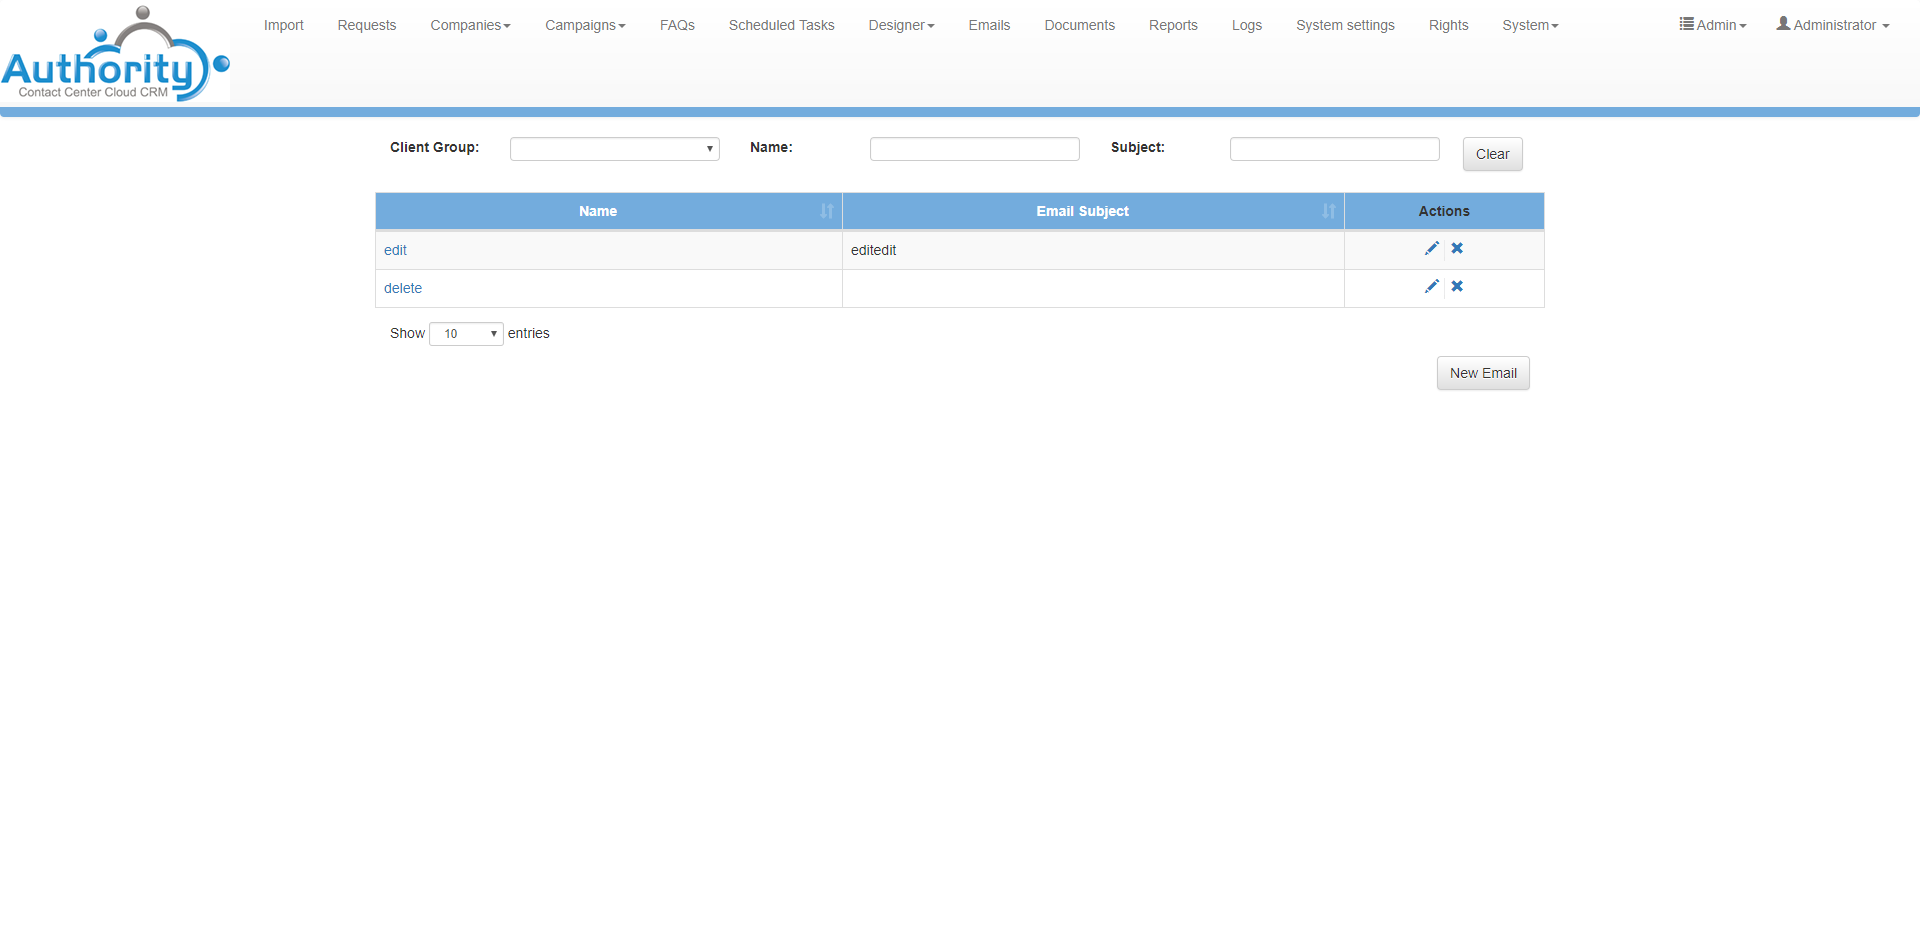 Import Requests Companies Campaigns FAQs Scheduled Tasks Designer Emails Documents Reports Logs System settings Rights System Admin Administrator
Authority
Contact Center Cloud CRM
Client Group: Name: Subject: Clear
Name Email Subject Actions
edit editedit
delete
Show 10 entries
New Email